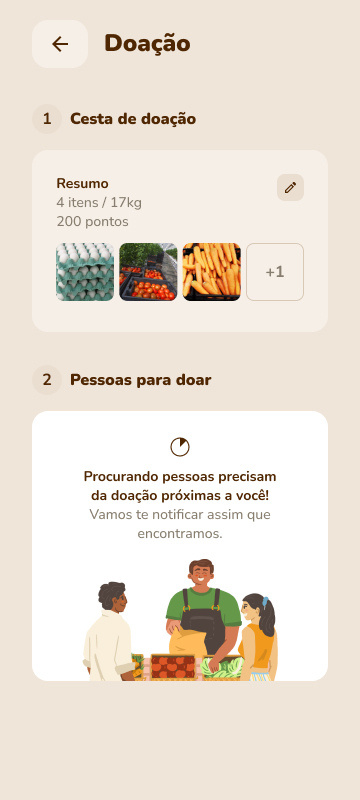 Doação
1 Cesta de doação
Resumo
4 itens / 17kg
200 pontos
+1
2 Pessoas para doar
Procurando pessoas precisam
da doação próximas a você!
Vamos te notificar assim que
encontramos.